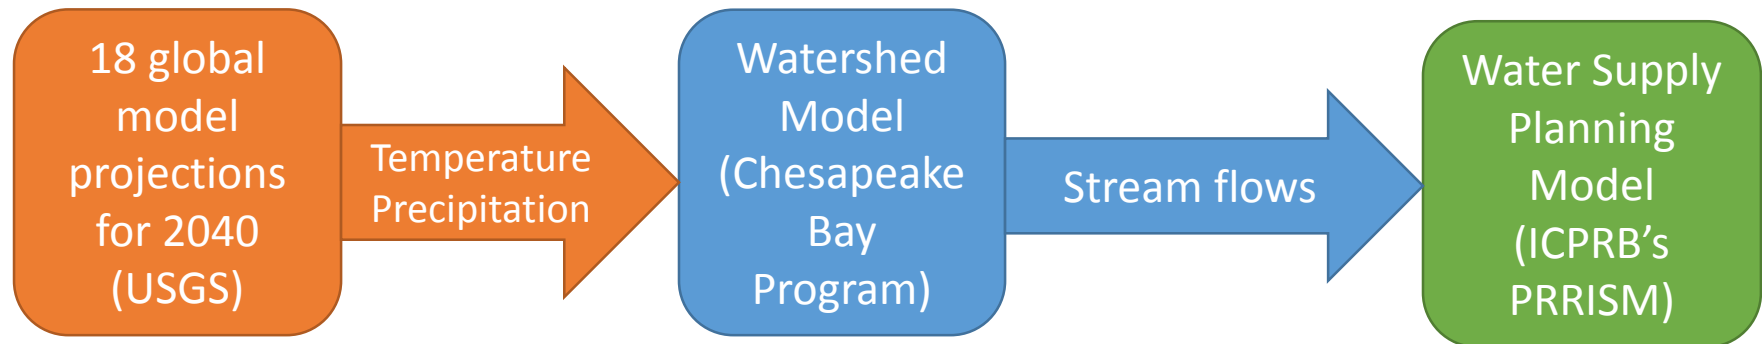 18 global
model
projections
for 2040
(USGS)
Temperature
Precipitation
Watershed
Model
(Chesapeake
Bay
Program)
Stream flows
Water Supply
Planning
Model
(ICPRB’s
PRRISM)